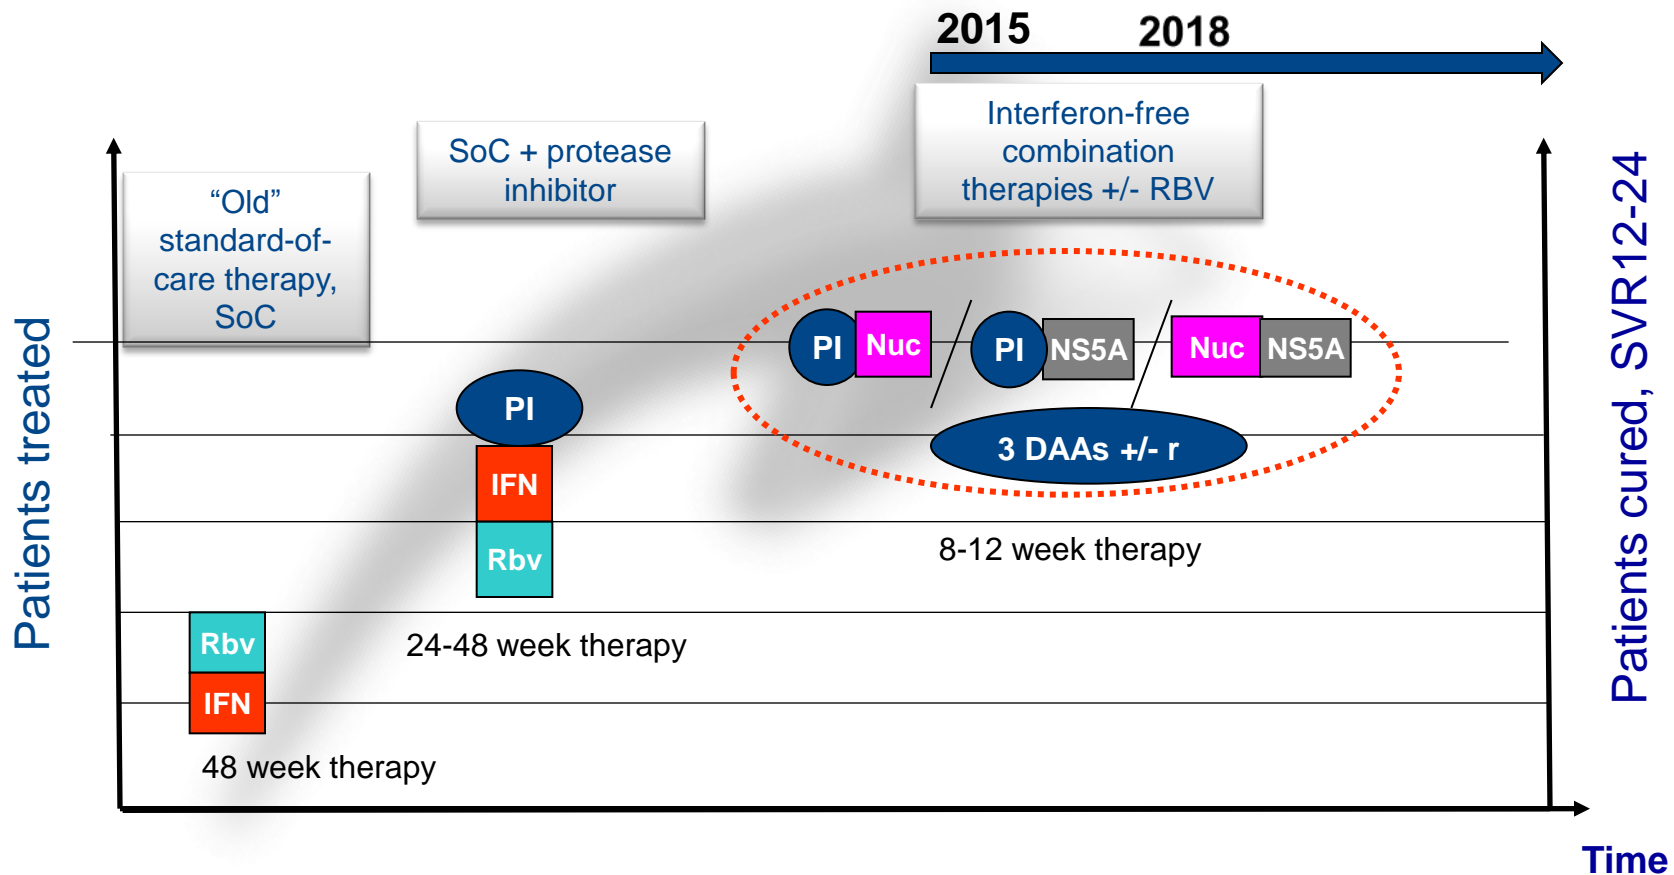 2015
2018
Interferon-free
combination
therapies +/- RBV
SoC + protease
inhibitor
“Old”
standard-of-
care therapy,
SoC
Patients treated
Patients cured, SVR12-24
PI
Nuc
PI
NS5A
Nuc
NS5A
PI
3 DAAs +/- r
IFN
Rbv
8-12 week therapy
Rbv
24-48 week therapy
IFN
48 week therapy
Time